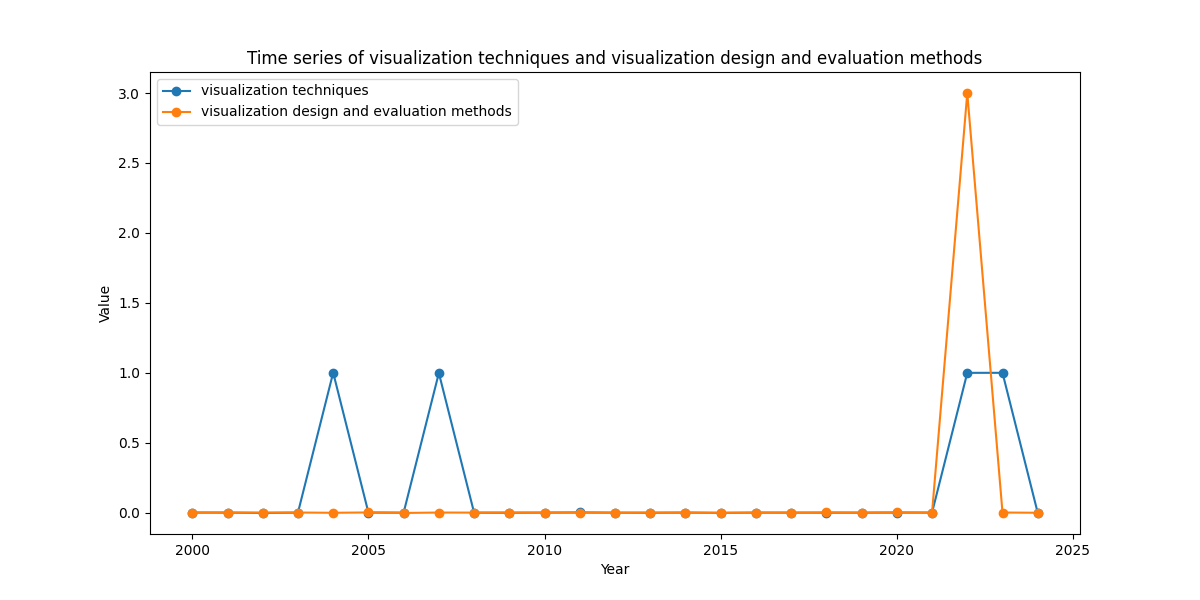 Time series of visualization techniques and visualization design and evaluation methods
visualization techniques
visualization design and evaluation methods
3.0
2.5
2.0
1.5
1.0
0.5
0.0
Value
2000 2005 2010 2015 2020 2025
Year